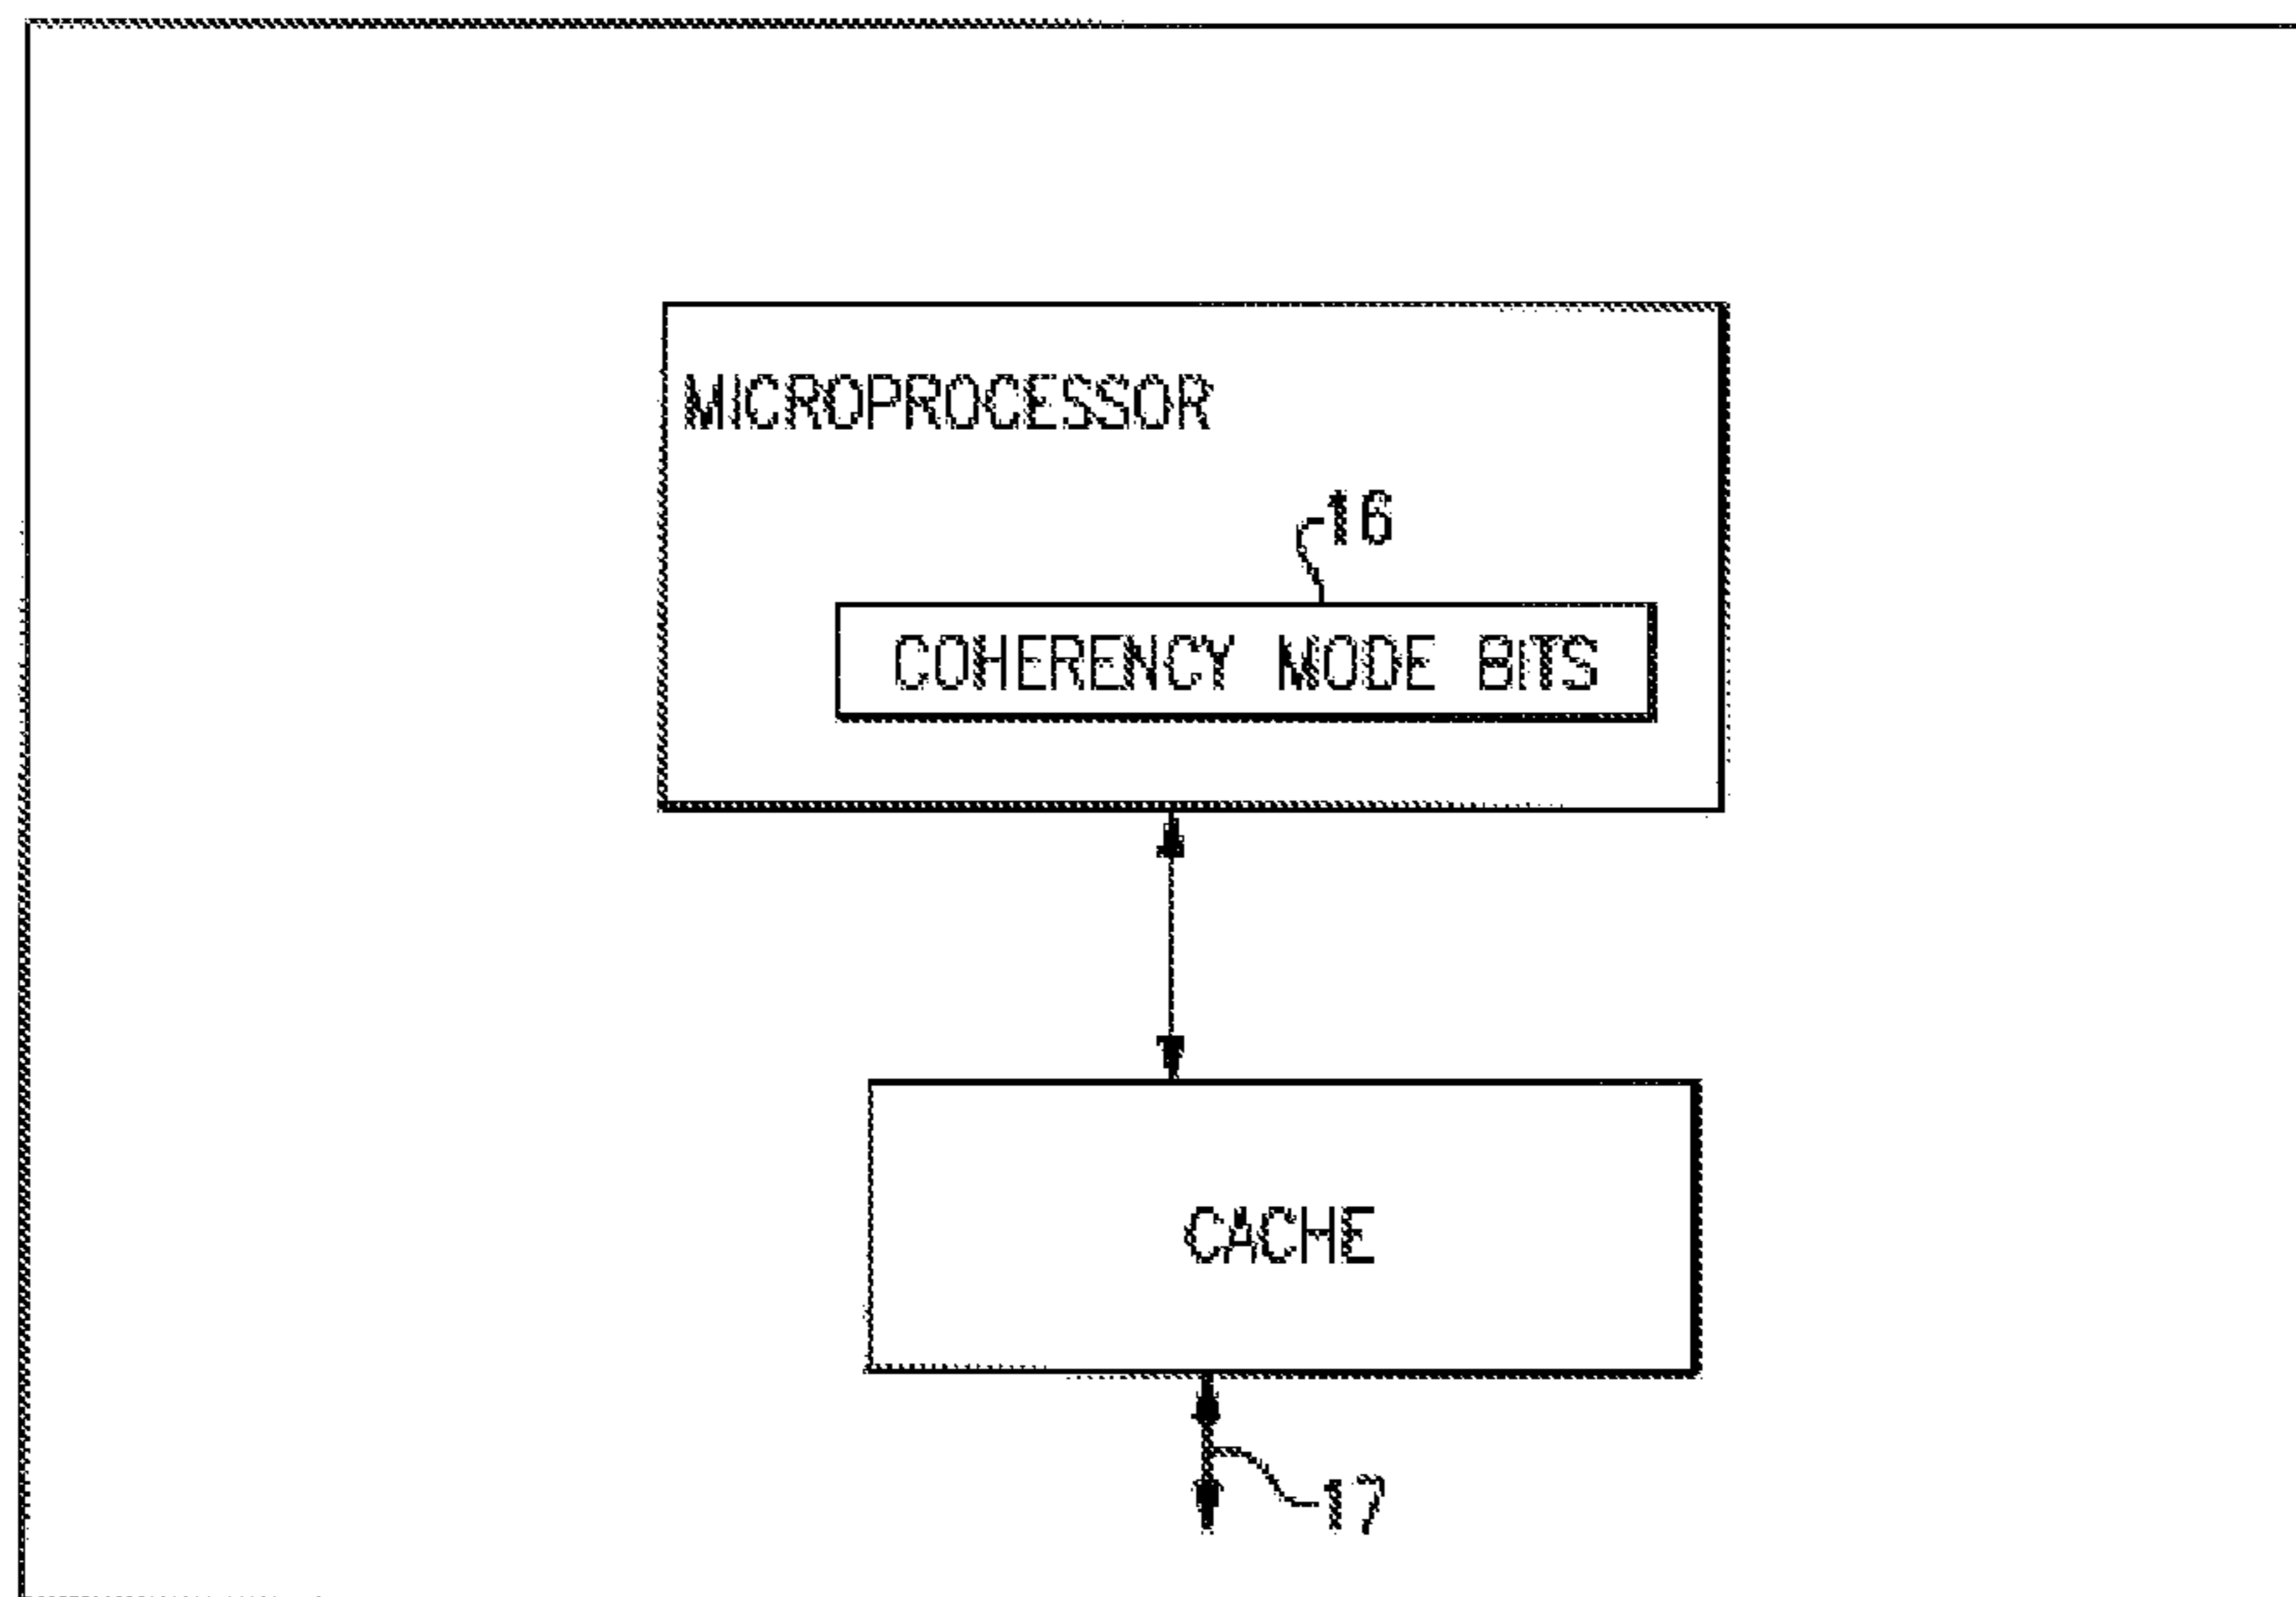 MICROPROCESSOR
16
COHERENCY MODE BITS
CACHE
17